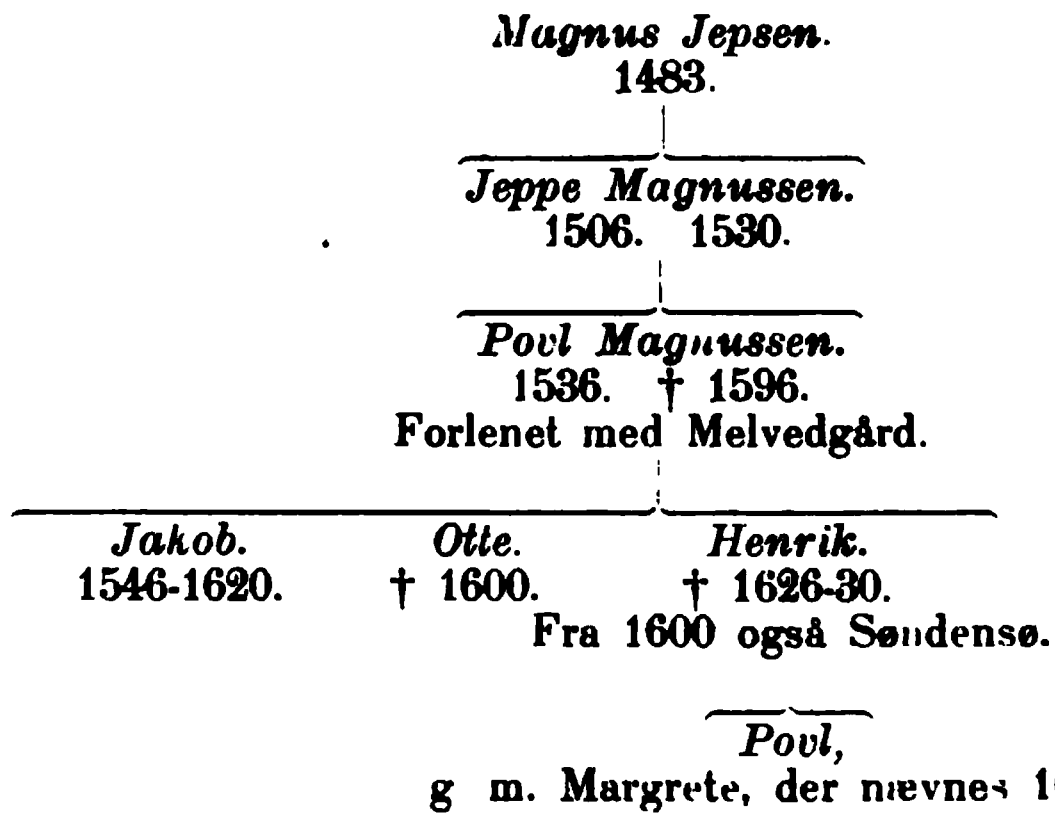 Magnus Jepsen.
1483.
Jeppe Magnussen.
1506. 1530.
Povl Magnussen.
1536. † 1596.
Forlenet med Melvedgård.
Jakob. Otte. Henrik.
1546-1620. † 1600. † 1626-30.
Fra 1600 også Søndensø.
Povl,
g m. Margrete, der nævnes